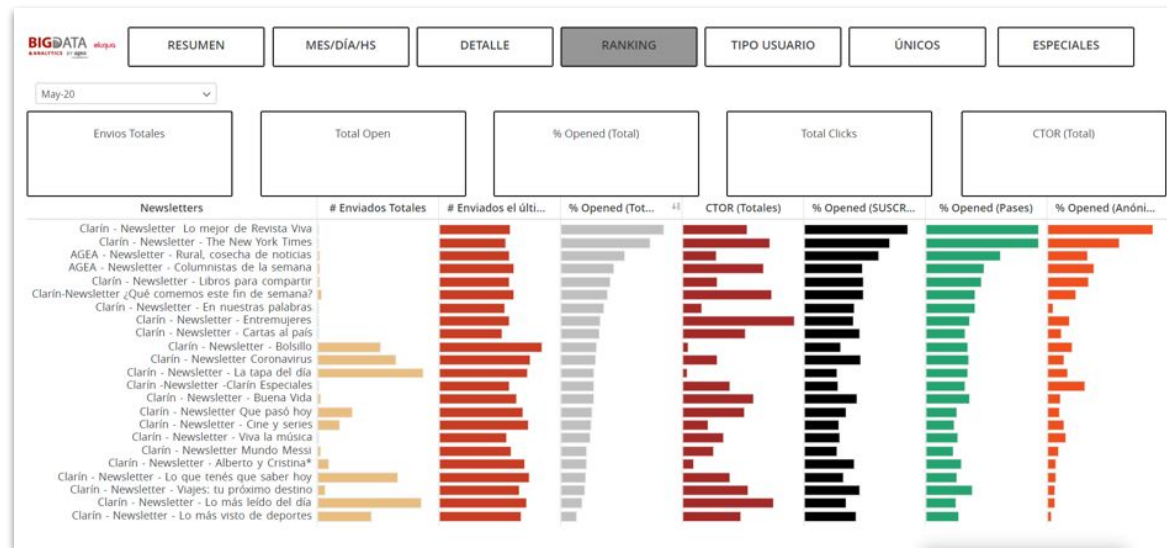 BIGDATA
& ANALYTICS BY agea
eloqua
RESUMEN
MES/DÍA/HS
DETALLE
RANKING
TIPO USUARIO
ÚNICOS
ESPECIALES
May-20
Envios Totales
Total Open
% Opened (Total)
Total Clicks
CTOR (Total)
Newsletters
# Enviados Totales
# Enviados el últi...
% Opened (Tot...
CTOR (Totales)
% Opened (SUSCR...
% Opened (Pases)
% Opened (Anóni...
Clarín - Newsletter Lo mejor de Revista Viva
Clarín - Newsletter - The New York Times
AGEA - Newsletter - Rural, cosecha de noticias
AGEA - Newsletter - Columnistas de la semana
Clarín - Newsletter - Libros para compartir
Clarín-Newsletter ¿Qué comemos este fin de semana?
Clarín - Newsletter - En nuestras palabras
Clarín - Newsletter - Entremujeres
Clarín - Newsletter - Cartas al país
Clarín - Newsletter - Bolsillo
Clarín - Newsletter Coronavirus
Clarín - Newsletter - La tapa del día
Clarín -Newsletter -Clarín Especiales
Clarín - Newsletter - Buena Vida
Clarín - Newsletter Que pasó hoy
Clarín - Newsletter - Cine y series
Clarín - Newsletter - Viva la música
Clarín - Newsletter Mundo Messi
Clarín - Newsletter - Alberto y Cristina*
Clarín - Newsletter - Lo que tenés que saber hoy
Clarín - Newsletter - Viajes: tu próximo destino
Clarín - Newsletter - Lo más leído del día
Clarín - Newsletter - Lo más visto de deportes